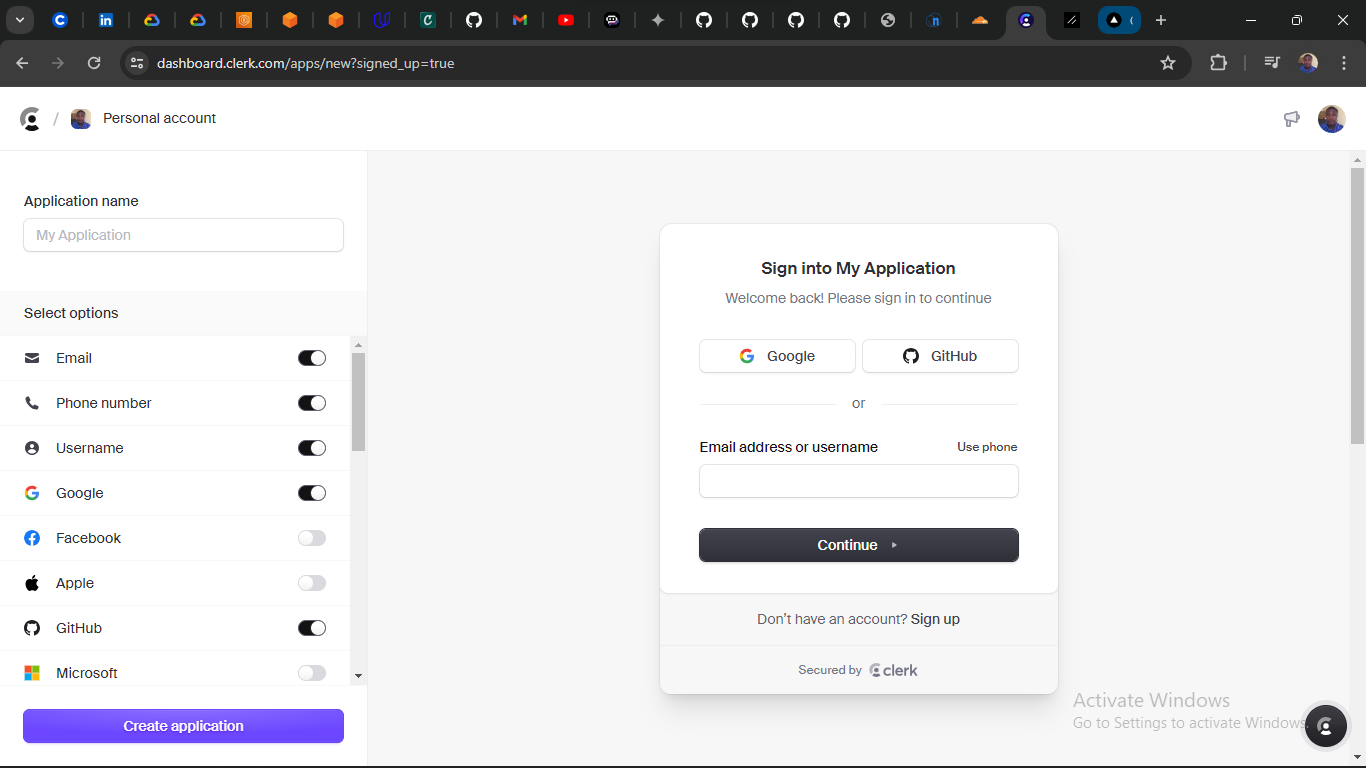 dashboard.clerk.com/apps/new?signed_up=true
/ Personal account
Application name
My Application
Select options
Email
Phone number
Username
Google
Facebook
Apple
GitHub
Microsoft
Create application
Sign into My Application
Welcome back! Please sign in to continue
Google
GitHub
or
Email address or username
Use phone
Continue
Don't have an account? Sign up
Secured by clerk
Activate Windows
Go to Settings to activate Windows.